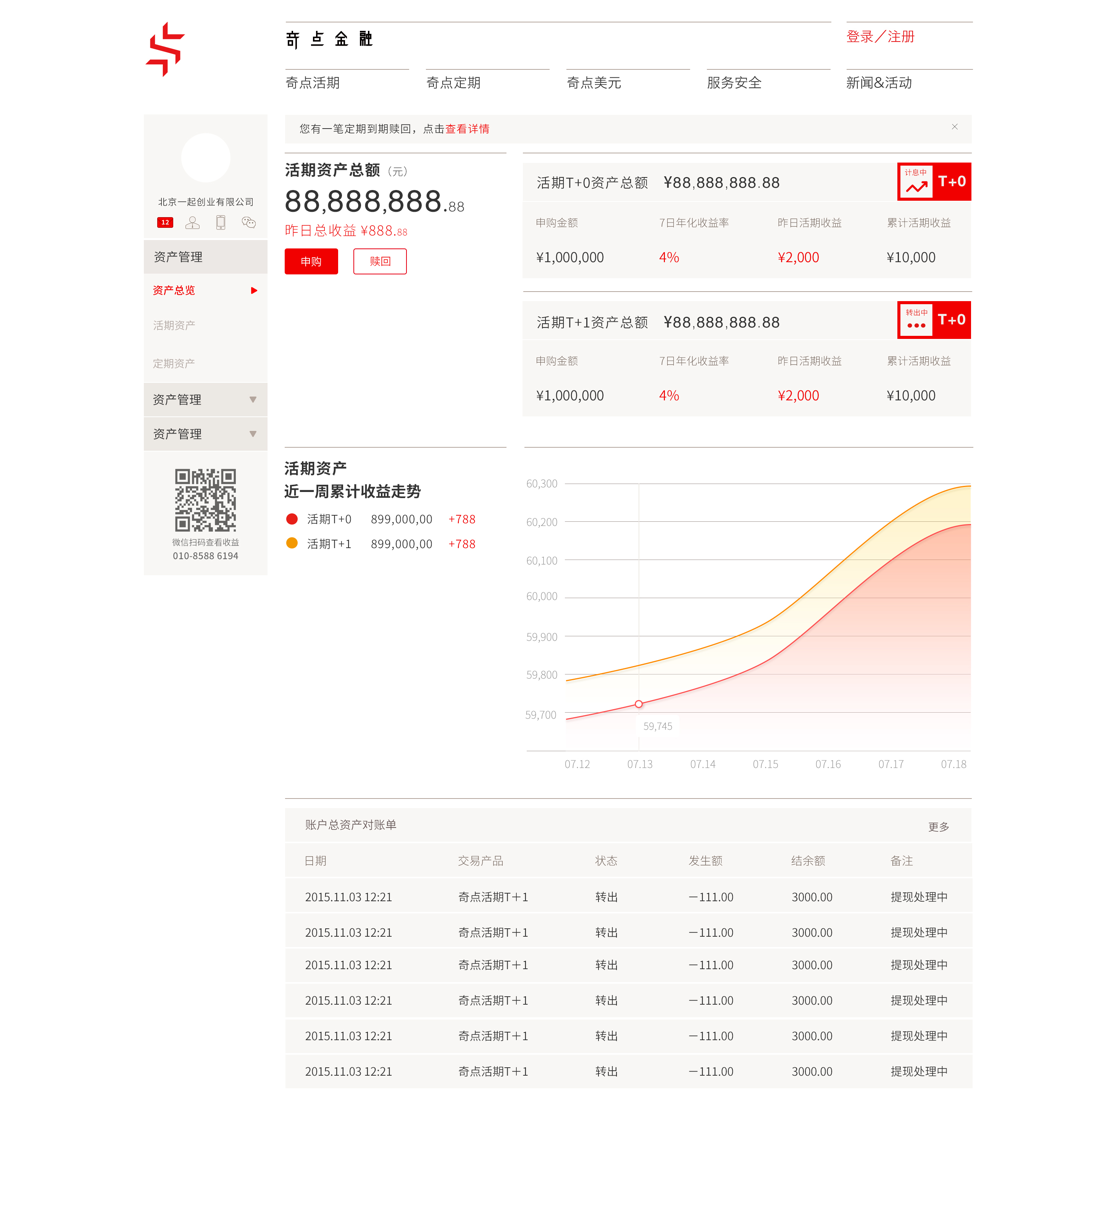 奇点金融
登录／注册
奇点活期 奇点定期 奇点美元 服务安全 新闻&活动
您有一笔定期到期赎回，点击查看详情 ×
北京一起创业有限公司
12
资产管理
资产总览
活期资产
定期资产
资产管理
资产管理
微信扫码查看收益
010-8588 6194
活期资产总额（元）
88,888,888.88
昨日总收益 ¥888.88
申购 赎回
活期T+0资产总额 ¥88,888,888.88
计息中 T+0
申购金额 7日年化收益率 昨日活期收益 累计活期收益
¥1,000,000 4% ¥2,000 ¥10,000
活期T+1资产总额 ¥88,888,888.88
转出中 T+0
申购金额 7日年化收益率 昨日活期收益 累计活期收益
¥1,000,000 4% ¥2,000 ¥10,000
活期资产
近一周累计收益走势
活期T+0 899,000,00 +788
活期T+1 899,000,00 +788
60,300
60,200
60,100
60,000
59,900
59,800
59,700
59,745
07.12 07.13 07.14 07.15 07.16 07.17 07.18
账户总资产对账单 更多
日期 交易产品 状态 发生额 结余额 备注
2015.11.03 12:21 奇点活期T＋1 转出 －111.00 3000.00 提现处理中
2015.11.03 12:21 奇点活期T＋1 转出 －111.00 3000.00 提现处理中
2015.11.03 12:21 奇点活期T＋1 转出 －111.00 3000.00 提现处理中
2015.11.03 12:21 奇点活期T＋1 转出 －111.00 3000.00 提现处理中
2015.11.03 12:21 奇点活期T＋1 转出 －111.00 3000.00 提现处理中
2015.11.03 12:21 奇点活期T＋1 转出 －111.00 3000.00 提现处理中